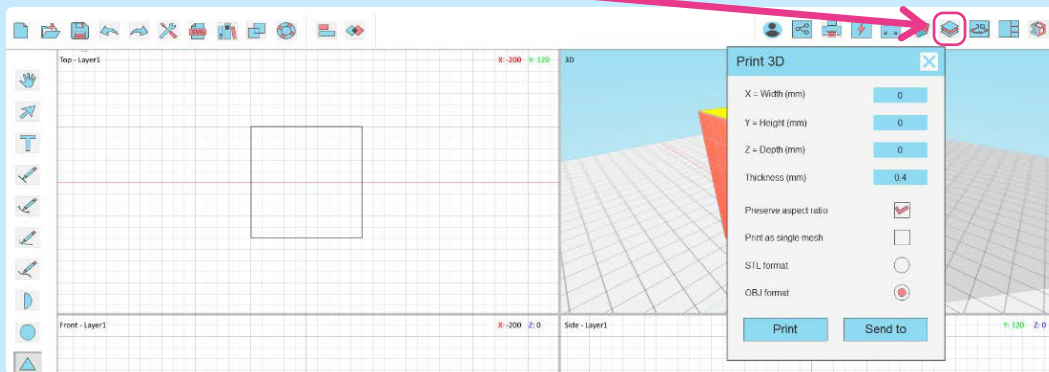 SVG
2D
Top - Layer1
X: -200 Y: 120
3D
Print 3D
X = Width (mm)
0
Y = Height (mm)
0
Z = Depth (mm)
0
Thickness (mm)
0.4
Preserve aspect ratio
Print as single mesh
STL format
OBJ format
Print
Send to
Front - Layer1
X: -200 Z: 0
Side - Layer1
Y: 120 Z: 0
T